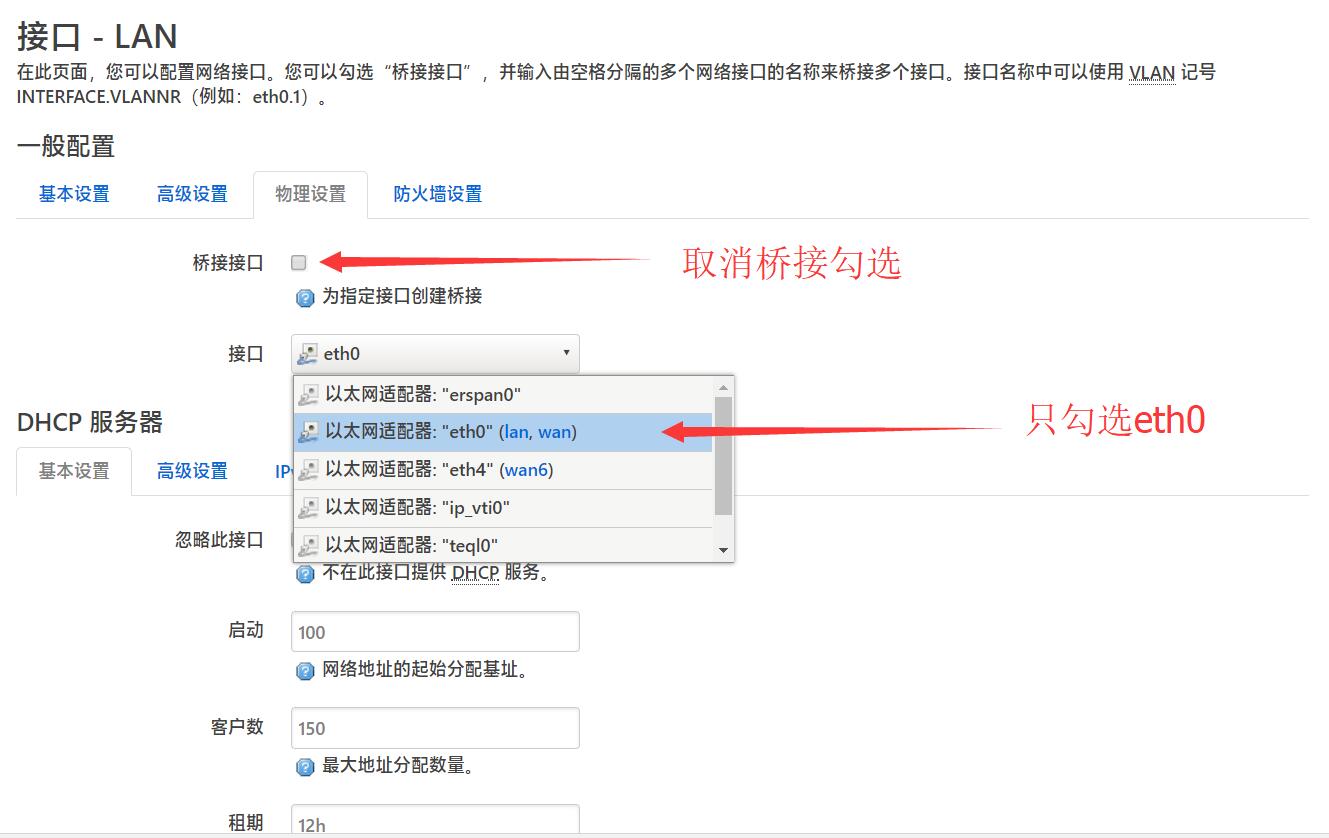 接口 - LAN
在此页面，您可以配置网络接口。您可以勾选“桥接接口”，并输入由空格分隔的多个网络接口的名称来桥接多个接口。接口名称中可以使用 VLAN 记号
INTERFACE.VLANNR（例如：eth0.1）。
一般配置
基本设置 高级设置 物理设置 防火墙设置
桥接接口 取消桥接勾选
为指定接口创建桥接
接口 eth0
以太网适配器: "erspan0"
DHCP 服务器 以太网适配器: "eth0" (lan, wan) 只勾选eth0
基本设置 高级设置 IPv 以太网适配器: "eth4" (wan6)
以太网适配器: "ip_vti0"
忽略此接口 以太网适配器: "teql0"
不在此接口提供 DHCP 服务。
启动 100
网络地址的起始分配基址。
客户数 150
最大地址分配数量。
租期 12h